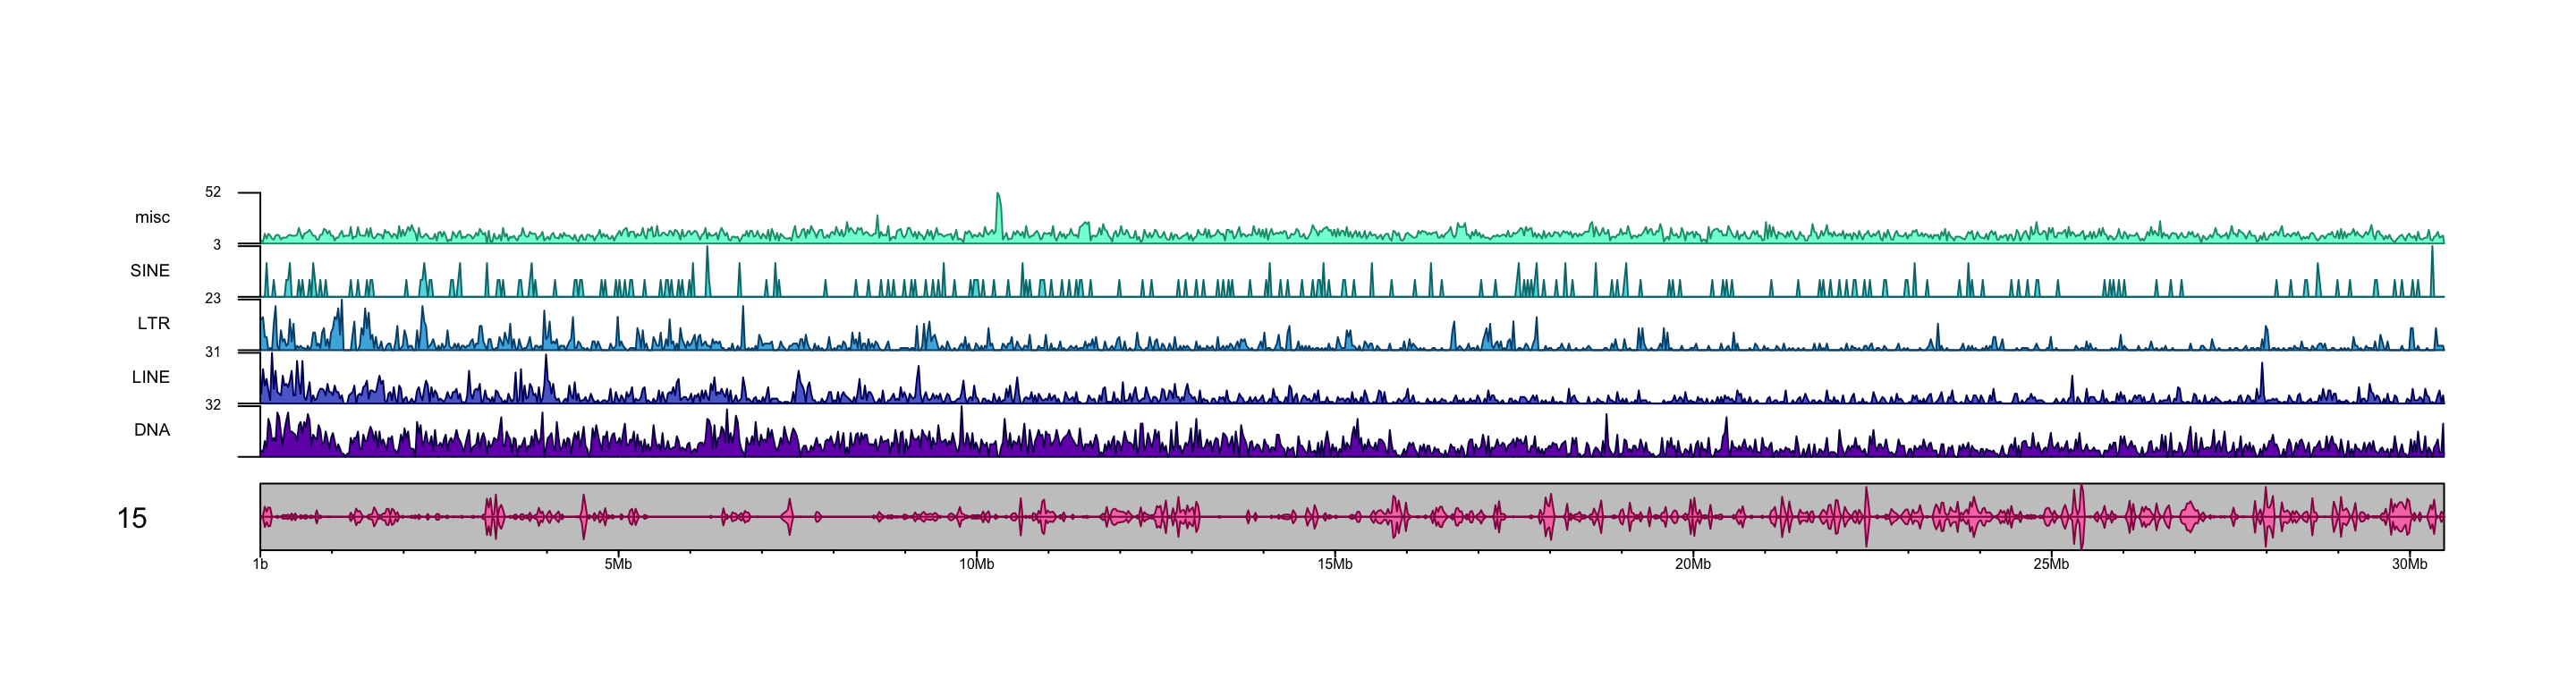 52
misc
3
SINE
23
LTR
31
LINE
32
DNA
15
1b 5Mb 10Mb 15Mb 20Mb 25Mb 30Mb